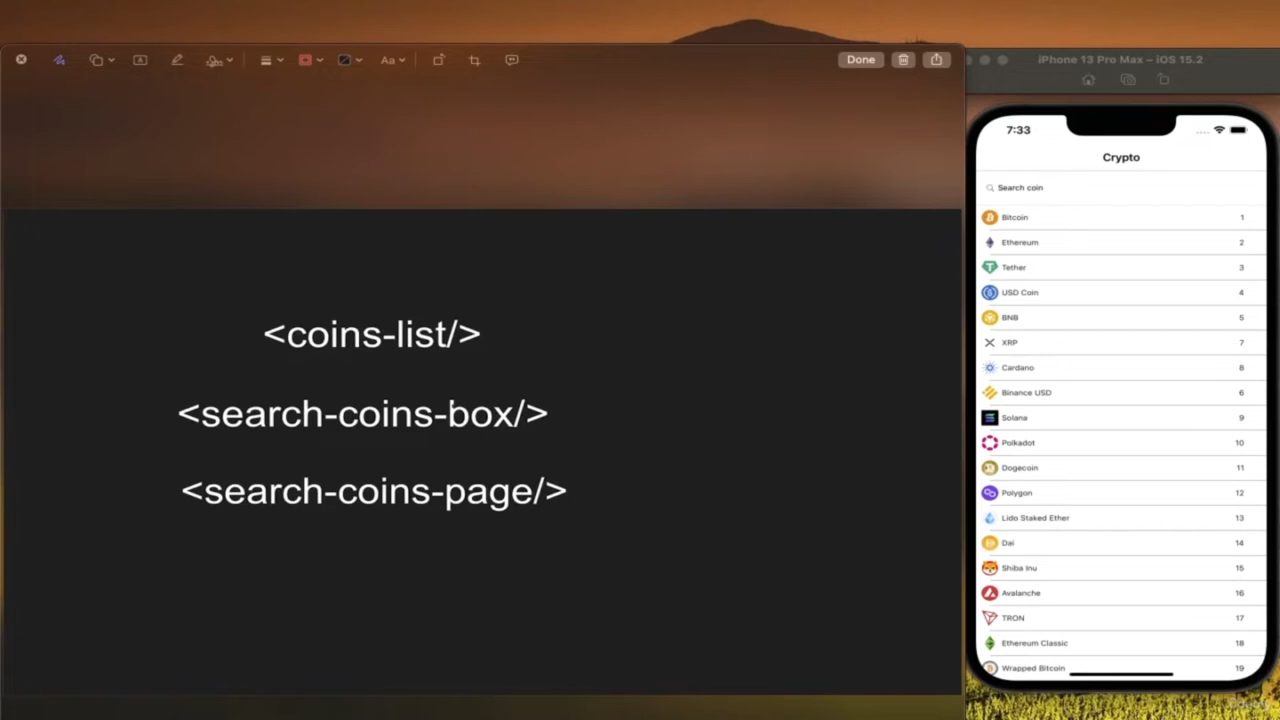 Aa
Done
iPhone 13 Pro Max – iOS 15.2
<coins-list/>
<search-coins-box/>
<search-coins-page/>
7:33
Crypto
Search coin
Bitcoin 1
Ethereum 2
Tether 3
USD Coin 4
BNB 5
XRP 7
Cardano 8
Binance USD 6
Solana 9
Polkadot 10
Dogecoin 11
Polygon 12
Lido Staked Ether 13
Dai 14
Shiba Inu 15
Avalanche 16
TRON 17
Ethereum Classic 18
Wrapped Bitcoin 19